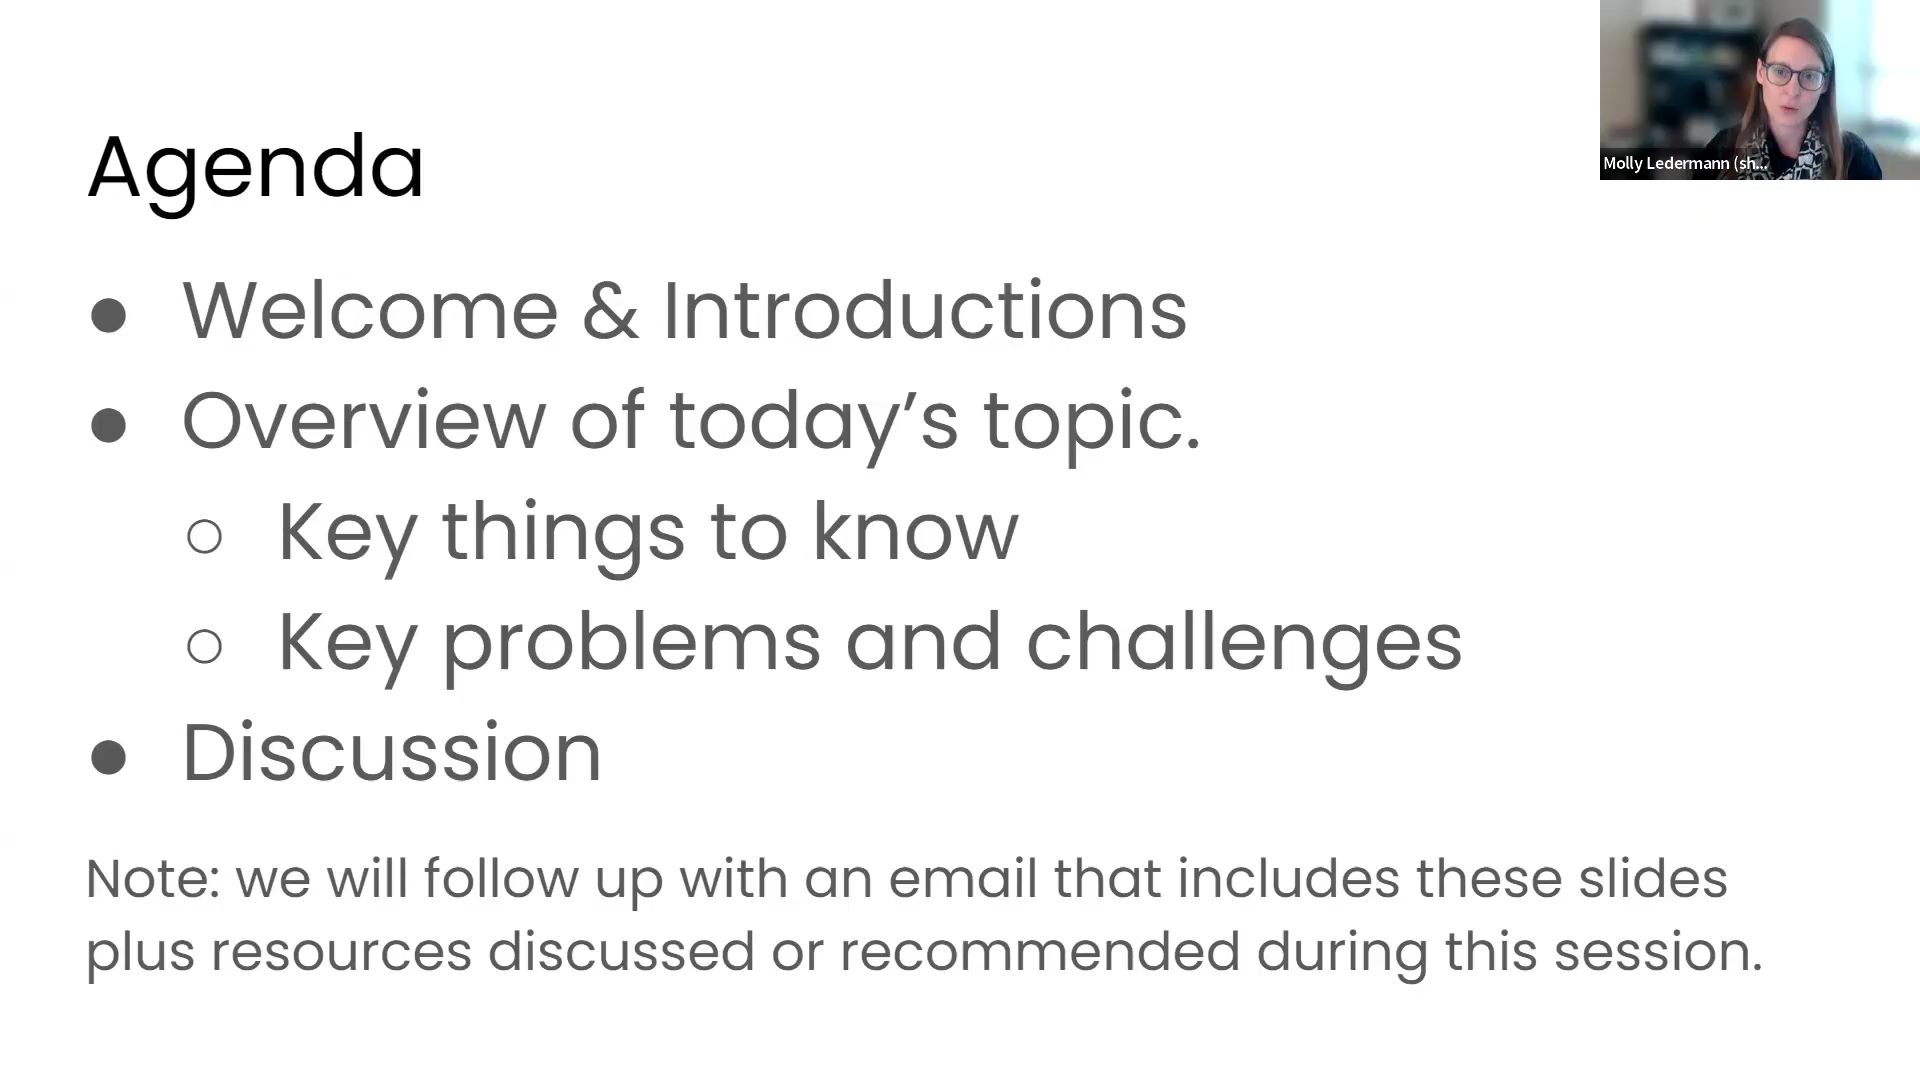 Agenda
Molly Ledermann (sh...
● Welcome & Introductions
● Overview of today’s topic.
○ Key things to know
○ Key problems and challenges
● Discussion
Note: we will follow up with an email that includes these slides
plus resources discussed or recommended during this session.